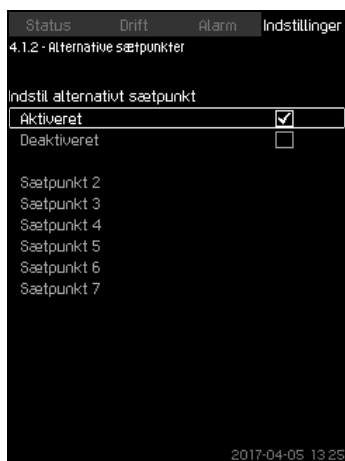 Status Drift Alarm Indstillinger
4.1.2 - Alternative sætpunkter
Indstil alternativt sætpunkt
Aktiveret
Deaktiveret
Sætpunkt 2
Sætpunkt 3
Sætpunkt 4
Sætpunkt 5
Sætpunkt 6
Sætpunkt 7
2017-04-05 13:25